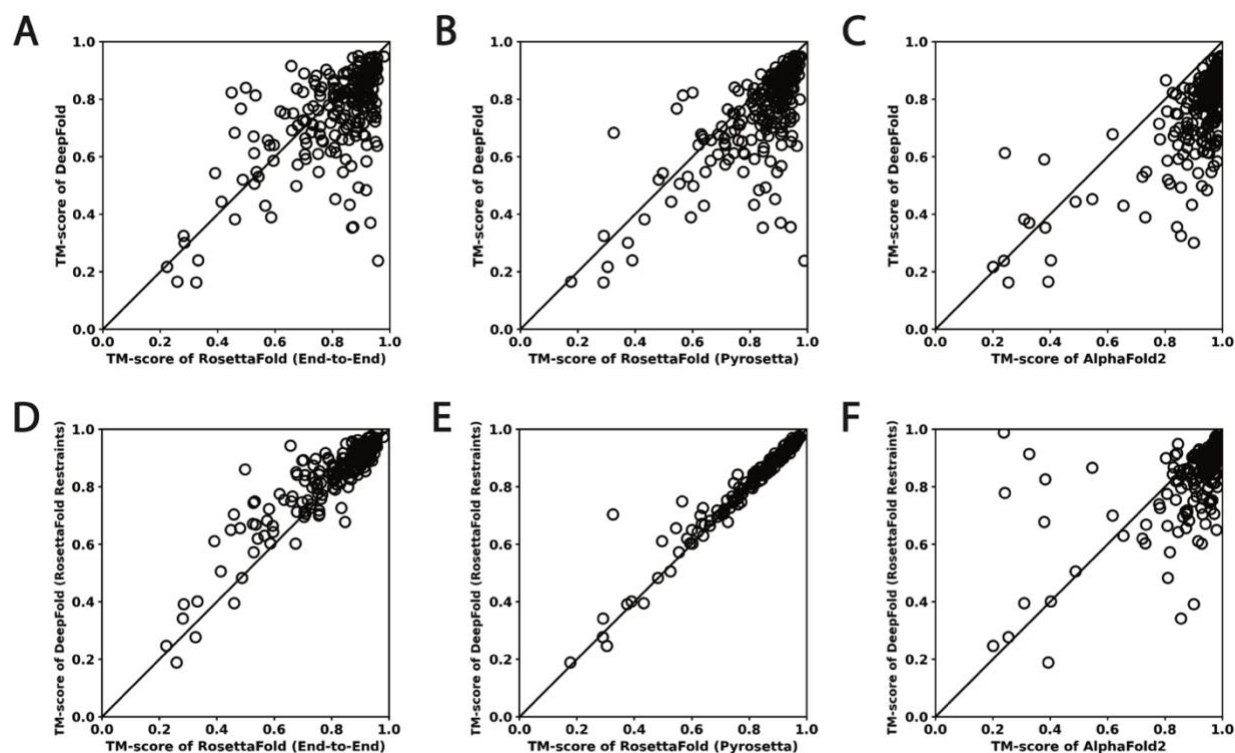 A
1.0
0.8
0.6
0.4
0.2
0.0
TM-score of DeepFold
0.0 0.2 0.4 0.6 0.8 1.0
TM-score of RosettaFold (End-to-End)
B
1.0
0.8
0.6
0.4
0.2
0.0
TM-score of DeepFold
0.0 0.2 0.4 0.6 0.8 1.0
TM-score of RosettaFold (Pyrosetta)
C
1.0
0.8
0.6
0.4
0.2
0.0
TM-score of DeepFold
0.0 0.2 0.4 0.6 0.8 1.0
TM-score of AlphaFold2
D
1.0
0.8
0.6
0.4
0.2
0.0
TM-score of DeepFold (RosettaFold Restraints)
0.0 0.2 0.4 0.6 0.8 1.0
TM-score of RosettaFold (End-to-End)
E
1.0
0.8
0.6
0.4
0.2
0.0
TM-score of DeepFold (RosettaFold Restraints)
0.0 0.2 0.4 0.6 0.8 1.0
TM-score of RosettaFold (Pyrosetta)
F
1.0
0.8
0.6
0.4
0.2
0.0
TM-score of DeepFold (RosettaFold Restraints)
0.0 0.2 0.4 0.6 0.8 1.0
TM-score of AlphaFold2